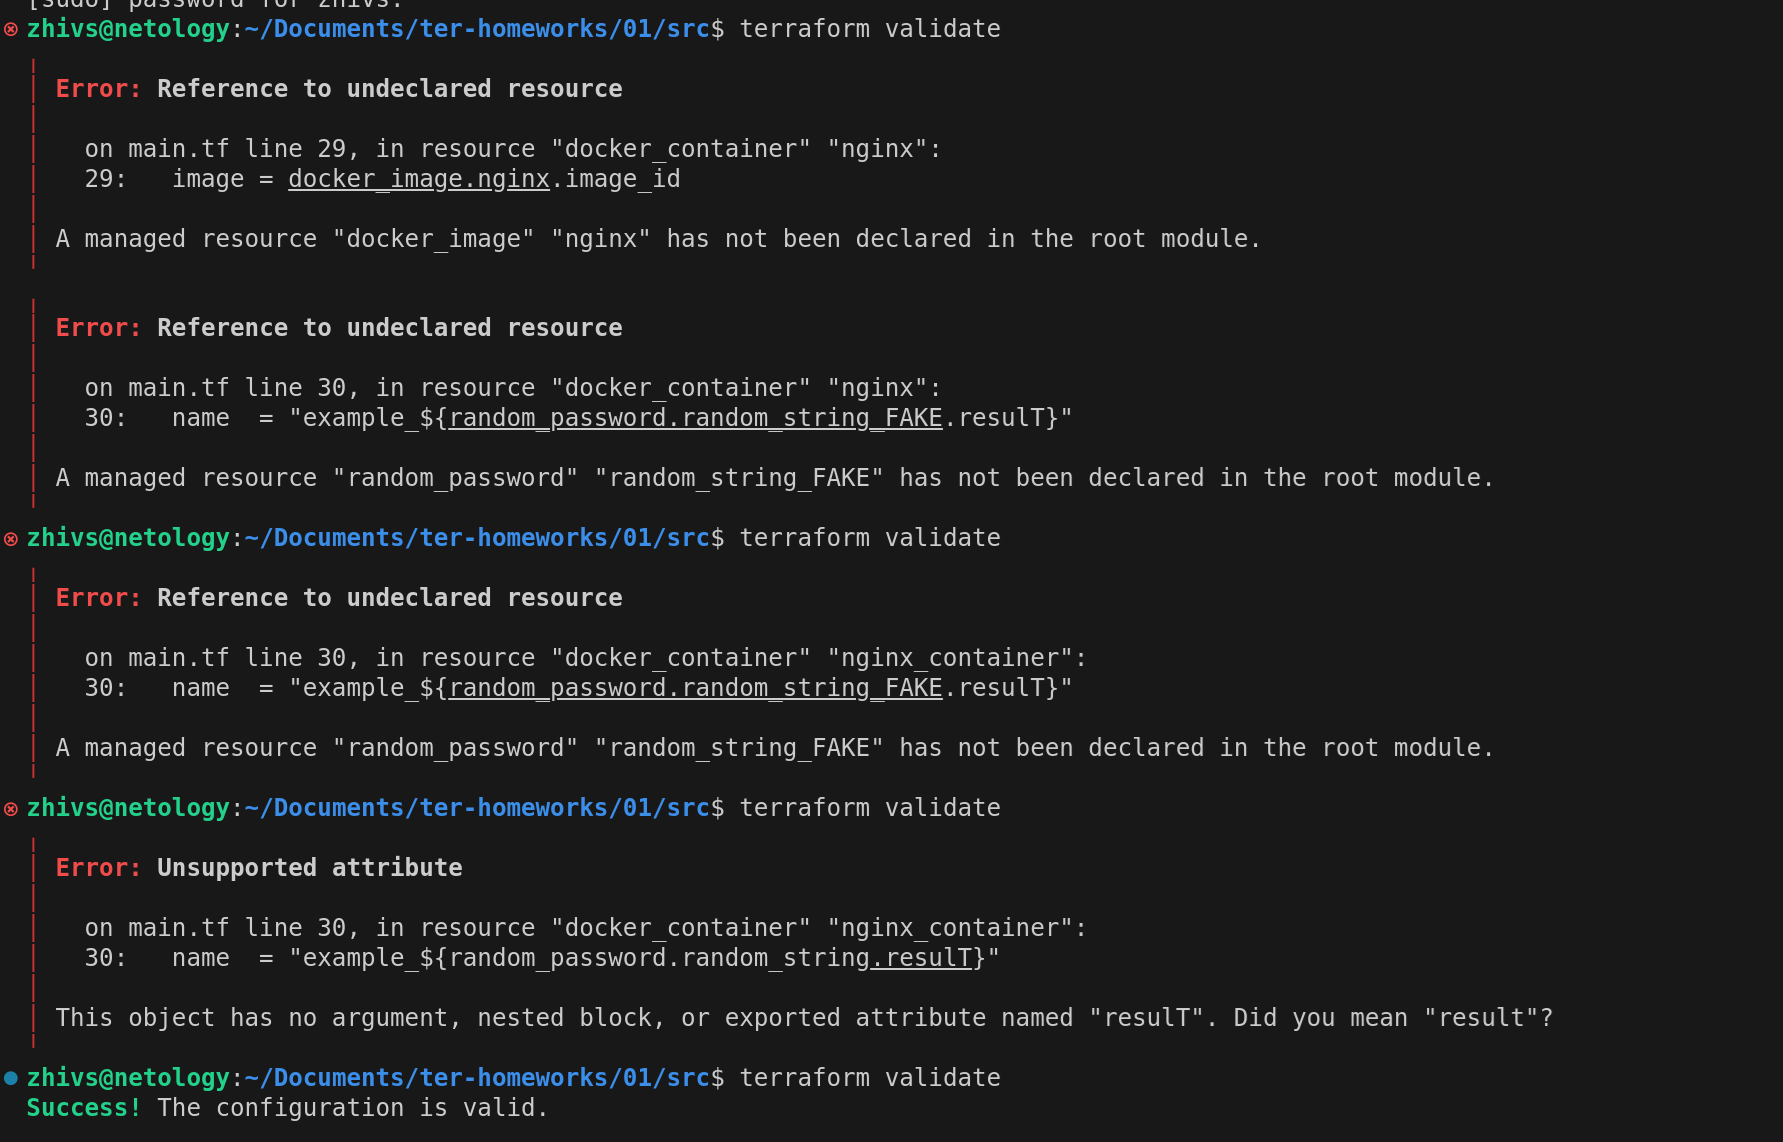 [sudo] password for zhivs:
zhivs@netology:~/Documents/ter-homeworks/01/src$ terraform validate
Error: Reference to undeclared resource
on main.tf line 29, in resource "docker_container" "nginx":
29:   image = docker_image.nginx.image_id
A managed resource "docker_image" "nginx" has not been declared in the root module.
Error: Reference to undeclared resource
on main.tf line 30, in resource "docker_container" "nginx":
30:   name  = "example_${random_password.random_string_FAKE.resulT}"
A managed resource "random_password" "random_string_FAKE" has not been declared in the root module.
zhivs@netology:~/Documents/ter-homeworks/01/src$ terraform validate
Error: Reference to undeclared resource
on main.tf line 30, in resource "docker_container" "nginx_container":
30:   name  = "example_${random_password.random_string_FAKE.resulT}"
A managed resource "random_password" "random_string_FAKE" has not been declared in the root module.
zhivs@netology:~/Documents/ter-homeworks/01/src$ terraform validate
Error: Unsupported attribute
on main.tf line 30, in resource "docker_container" "nginx_container":
30:   name  = "example_${random_password.random_string.resulT}"
This object has no argument, nested block, or exported attribute named "resulT". Did you mean "result"?
zhivs@netology:~/Documents/ter-homeworks/01/src$ terraform validate
Success! The configuration is valid.